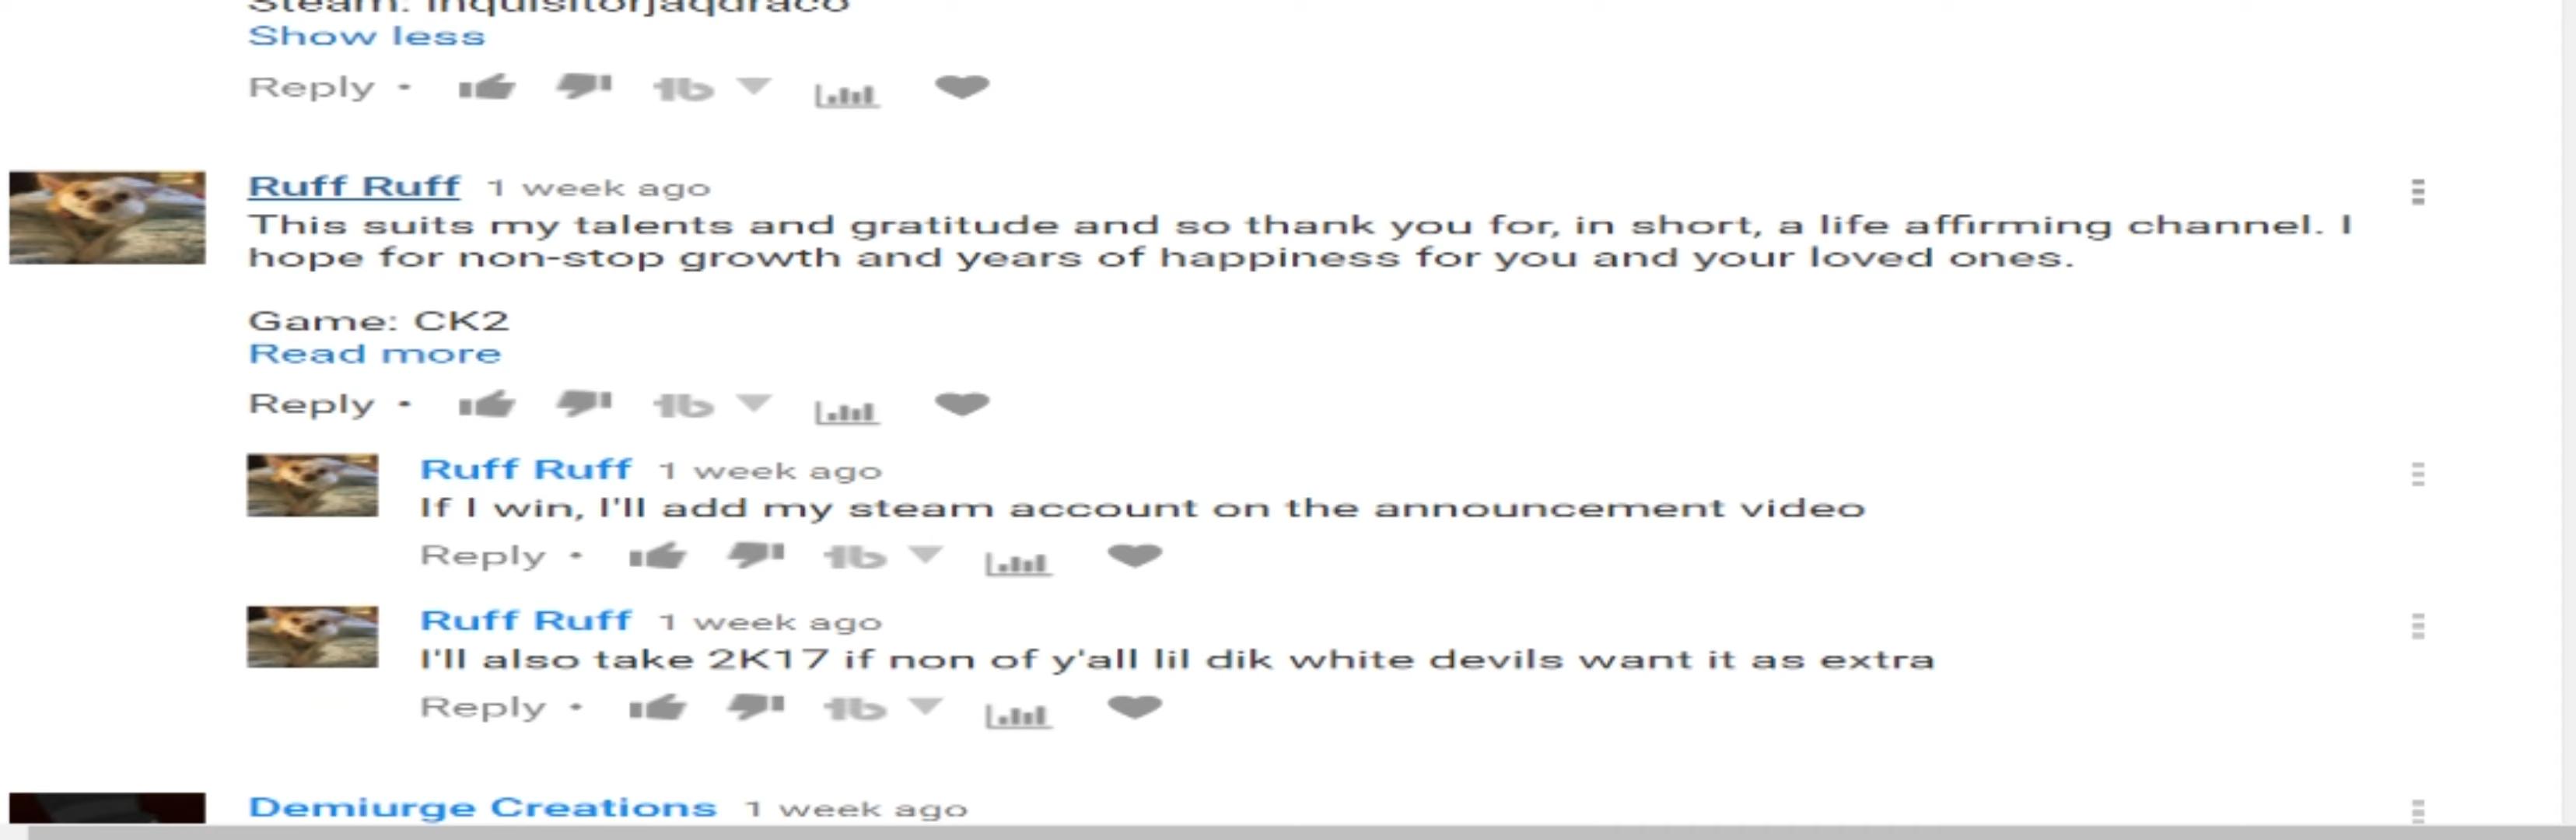 Steam: inquisitorjaqdraco
Show less
Reply •
Ruff Ruff 1 week ago
This suits my talents and gratitude and so thank you for, in short, a life affirming channel. I
hope for non-stop growth and years of happiness for you and your loved ones.
Game: CK2
Read more
Reply •
Ruff Ruff 1 week ago
If I win, I'll add my steam account on the announcement video
Reply •
Ruff Ruff 1 week ago
I'll also take 2K17 if non of y'all lil dik white devils want it as extra
Reply •
Demiurge Creations 1 week ago